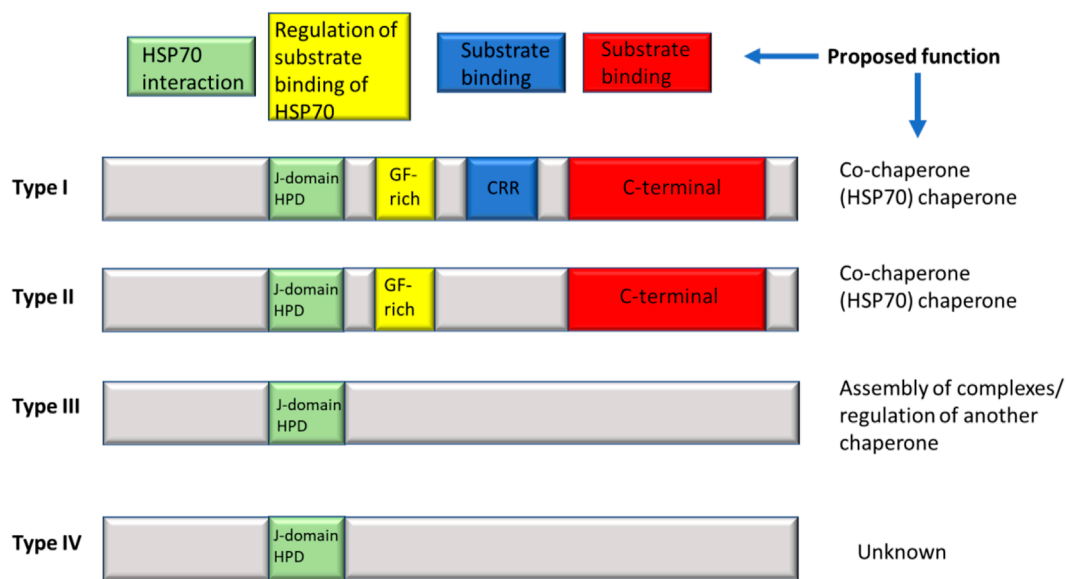 HSP70
interaction
Regulation of
substrate
binding of
HSP70
Substrate
binding
Substrate
binding
Proposed function
Type I
J-domain
HPD
GF-
rich
CRR
C-terminal
Co-chaperone
(HSP70) chaperone
Type II
J-domain
HPD
GF-
rich
C-terminal
Co-chaperone
(HSP70) chaperone
Type III
J-domain
HPD
Assembly of complexes/
regulation of another
chaperone
Type IV
J-domain
HPD
Unknown